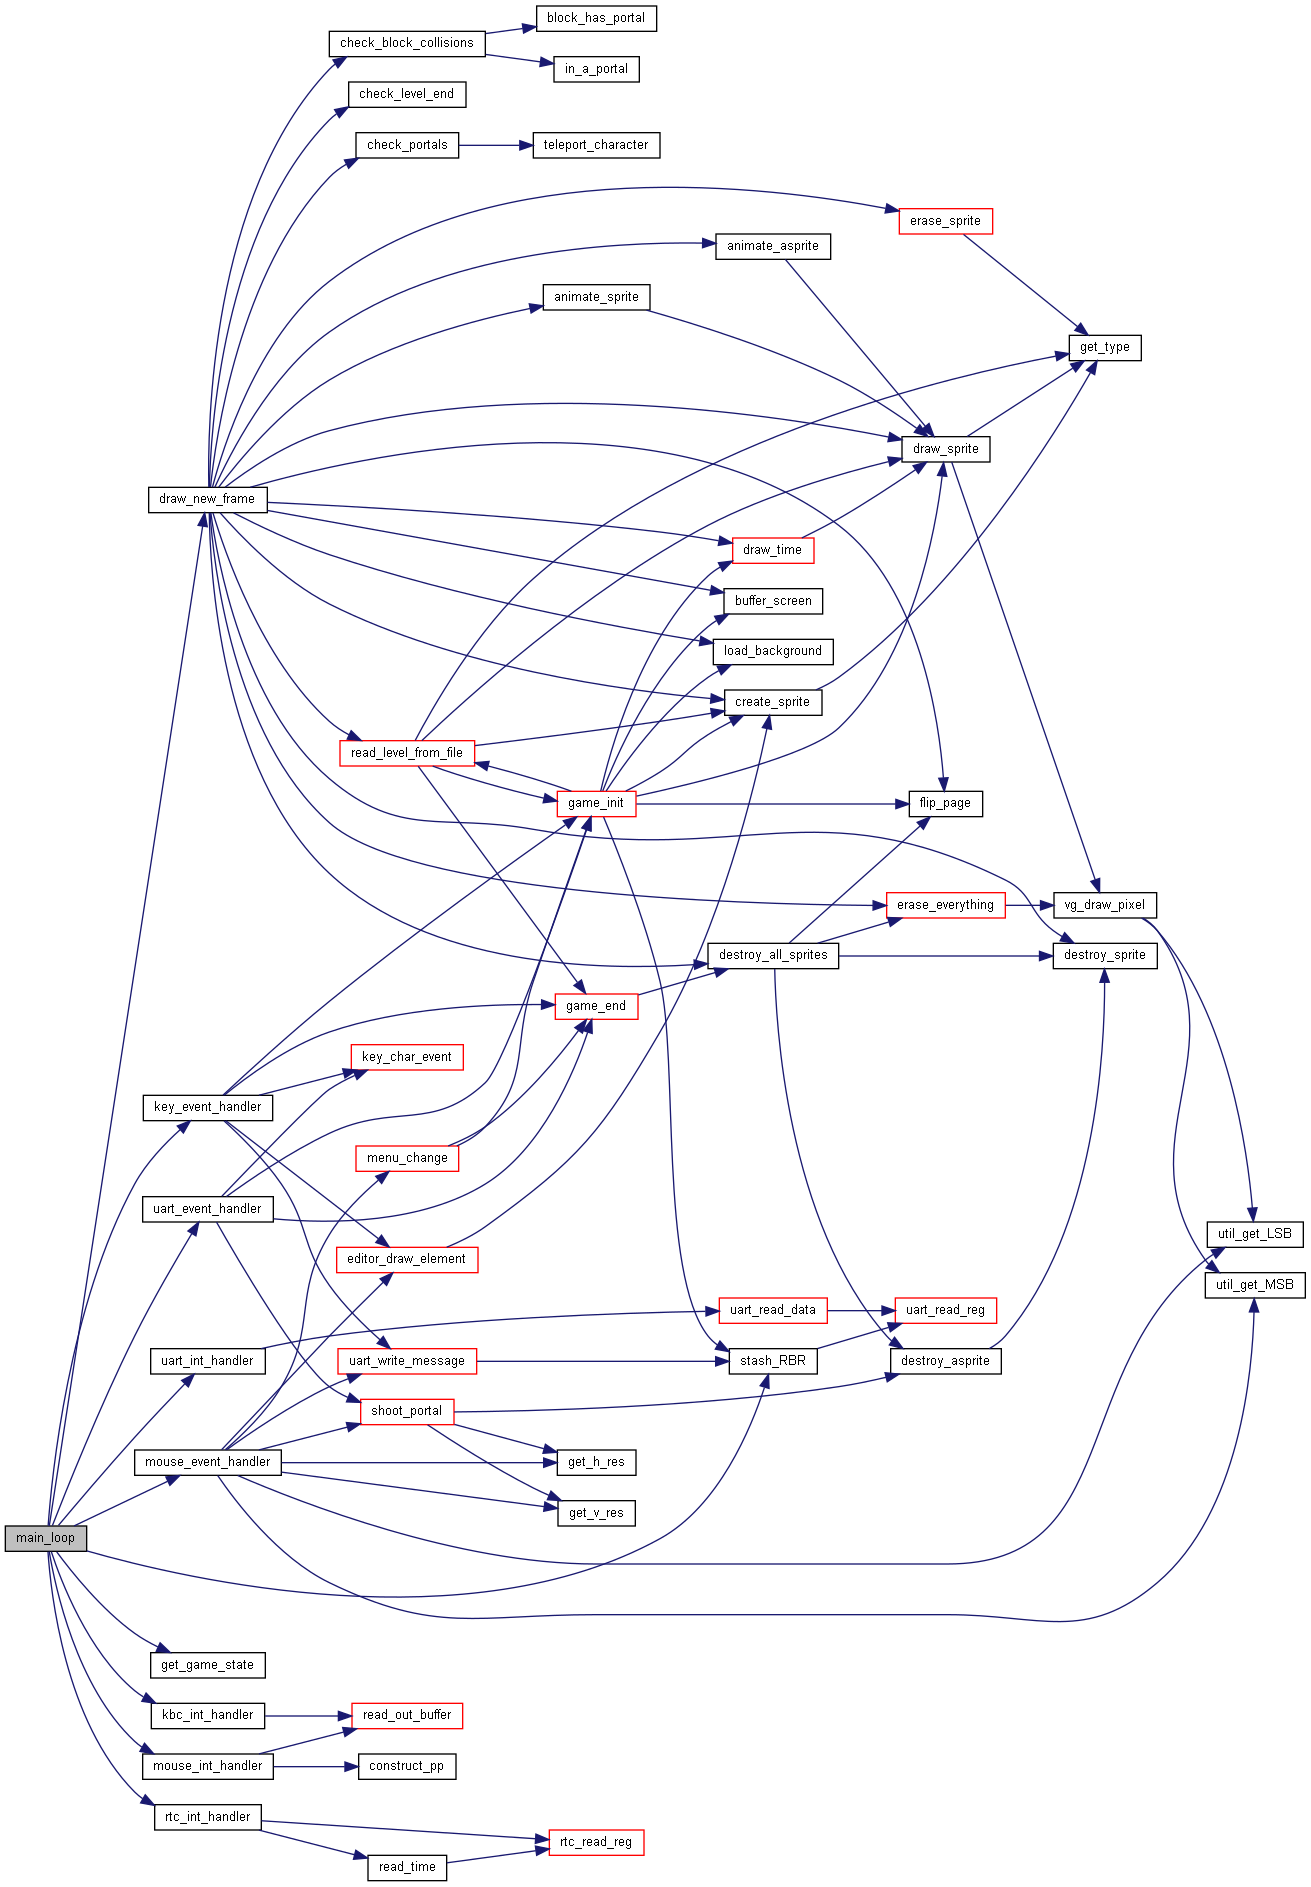 block_has_portal
check_block_collisions
in_a_portal
check_level_end
check_portals
teleport_character
erase_sprite
animate_asprite
animate_sprite
get_type
draw_sprite
draw_new_frame
draw_time
buffer_screen
load_background
create_sprite
read_level_from_file
game_init
flip_page
erase_everything
vg_draw_pixel
destroy_all_sprites
destroy_sprite
game_end
key_char_event
key_event_handler
menu_change
uart_event_handler
util_get_LSB
editor_draw_element
util_get_MSB
uart_read_data
uart_read_reg
uart_int_handler
uart_write_message
stash_RBR
destroy_asprite
shoot_portal
mouse_event_handler
get_h_res
get_v_res
main_loop
get_game_state
kbc_int_handler
read_out_buffer
mouse_int_handler
construct_pp
rtc_int_handler
rtc_read_reg
read_time